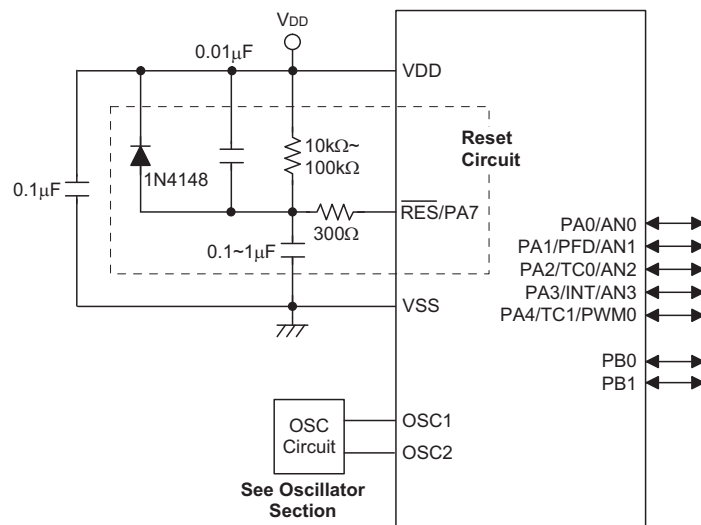 VDD
0.01μF
VDD
10kΩ~
100kΩ
Reset
Circuit
1N4148
0.1μF
RES/PA7
300Ω
0.1~1μF
VSS
PA0/AN0
PA1/PFD/AN1
PA2/TC0/AN2
PA3/INT/AN3
PA4/TC1/PWM0
PB0
PB1
OSC
Circuit
OSC1
OSC2
See Oscillator
Section